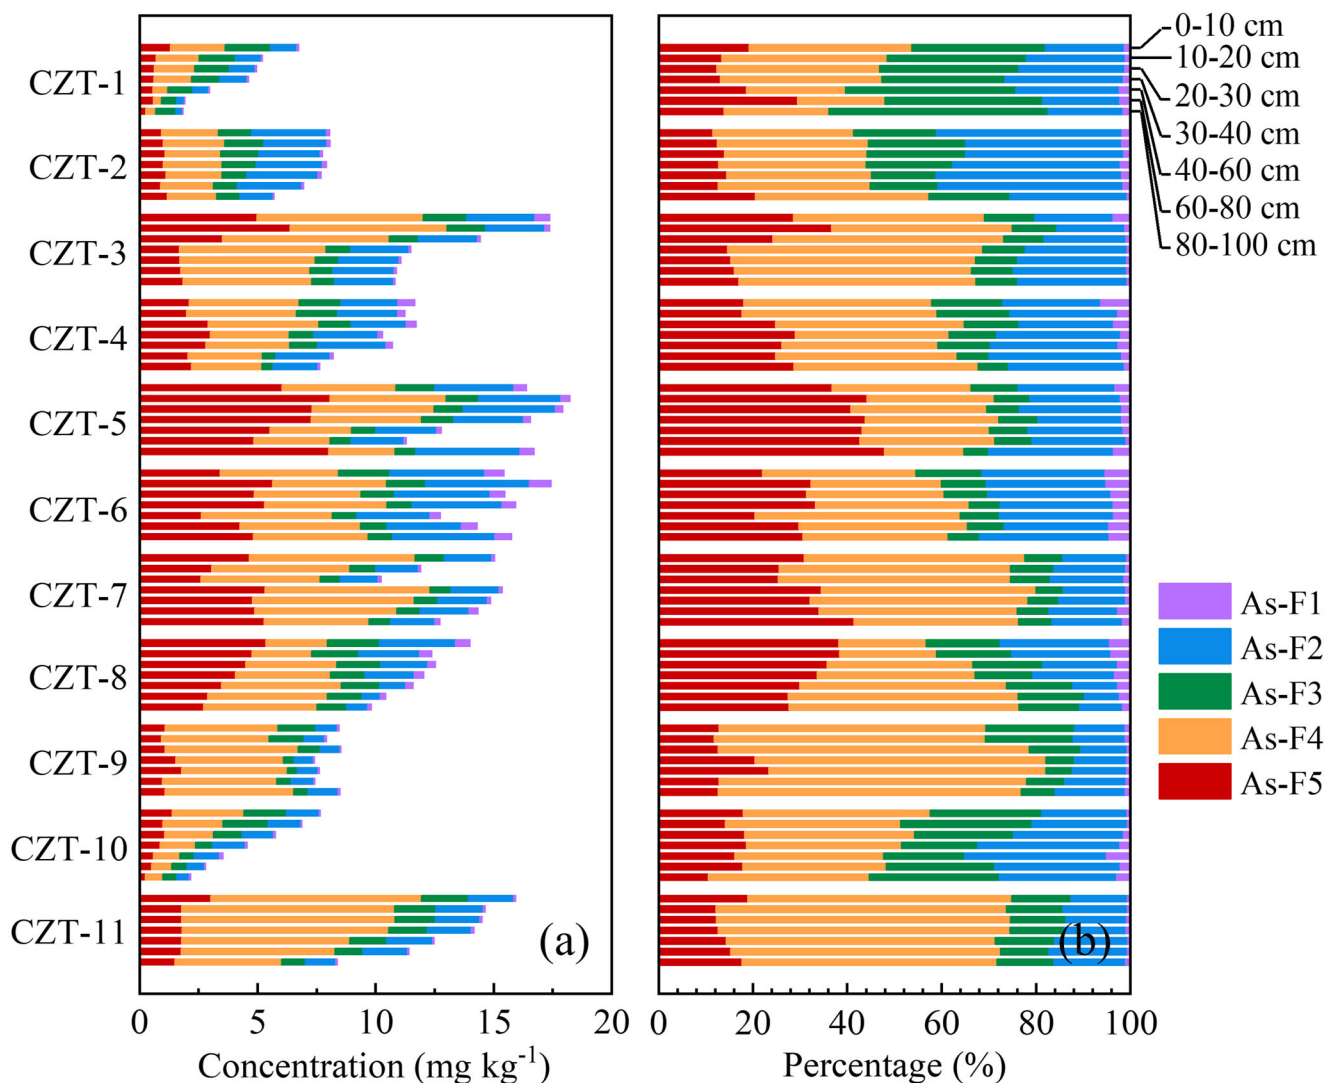 0-10 cm
10-20 cm
20-30 cm
30-40 cm
40-60 cm
60-80 cm
80-100 cm
CZT-1
CZT-2
CZT-3
CZT-4
CZT-5
CZT-6
CZT-7
CZT-8
CZT-9
CZT-10
CZT-11
As-F1
As-F2
As-F3
As-F4
As-F5
(a)
(b)
0 5 10 15 20
0 20 40 60 80 100
Concentration (mg kg⁻¹)
Percentage (%)